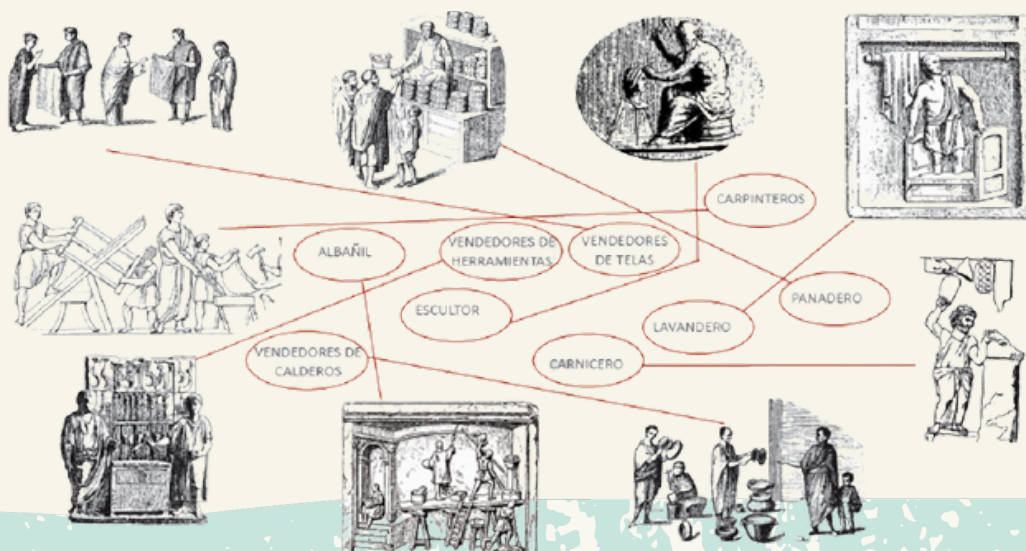 CARPINTEROS
ALBAÑIL
VENDEDORES DE
HERRAMIENTAS
VENDEDORES
DE TELAS
PANADERO
ESCULTOR
LAVANDERO
VENDEDORES DE
CALDEROS
CARNICERO